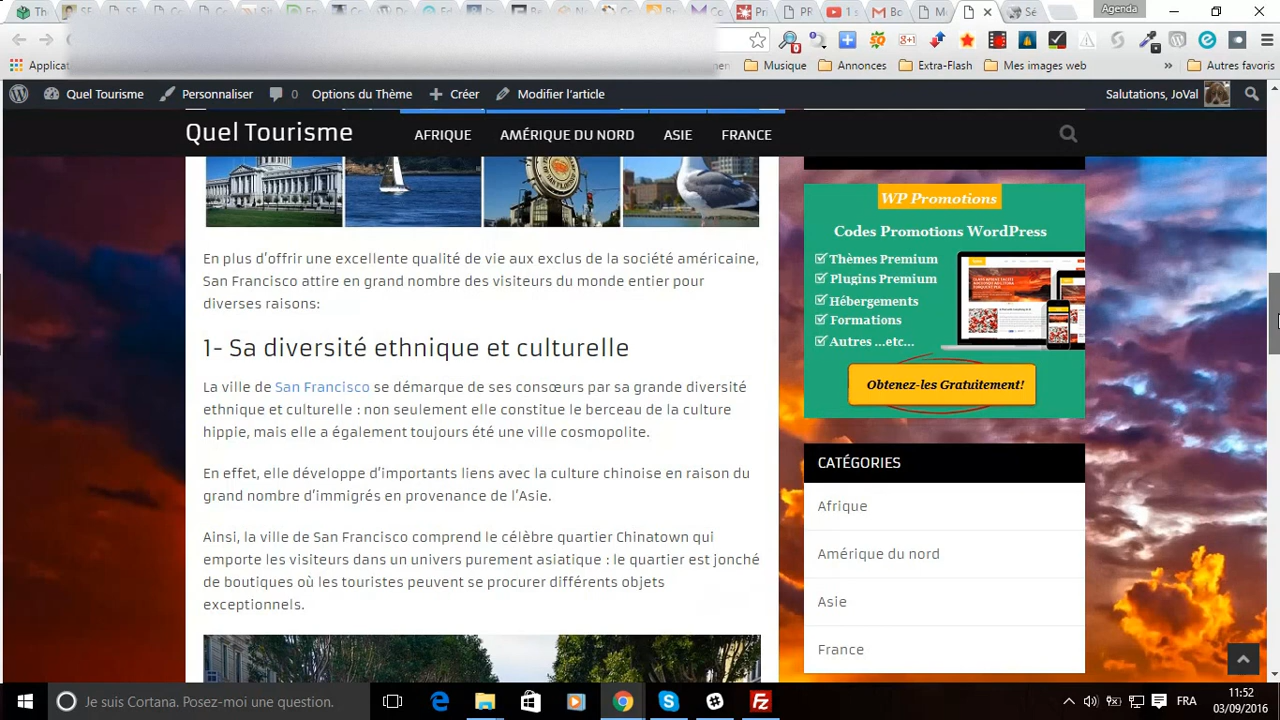 Agenda
Applicat
Musique
Annonces
Extra-Flash
Mes images web
»
Autres favoris
Quel Tourisme
Personnaliser
0
Options du Thème
Créer
Modifier l'article
Salutations, JoVal
Quel Tourisme
AFRIQUE
AMÉRIQUE DU NORD
ASIE
FRANCE
En plus d'offrir une excellente qualité de vie aux exclus de la société américaine,
San Francisco attire en grand nombre des visiteurs du monde entier pour
diverses raisons:
1- Sa diversité ethnique et culturelle
La ville de San Francisco se démarque de ses consœurs par sa grande diversité
ethnique et culturelle : non seulement elle constitue le berceau de la culture
hippie, mais elle a également toujours été une ville cosmopolite.
En effet, elle développe d'importants liens avec la culture chinoise en raison du
grand nombre d'immigrés en provenance de l'Asie.
Ainsi, la ville de San Francisco comprend le célèbre quartier Chinatown qui
emporte les visiteurs dans un univers purement asiatique : le quartier est jonché
de boutiques où les touristes peuvent se procurer différents objets
exceptionnels.
WP Promotions
Codes Promotions WordPress
Thèmes Premium
Plugins Premium
Hébergements
Formations
Autres ...etc...
Obtenez-les Gratuitement!
CATÉGORIES
Afrique
Amérique du nord
Asie
France
Je suis Cortana. Posez-moi une question.
FRA
11:52
03/09/2016